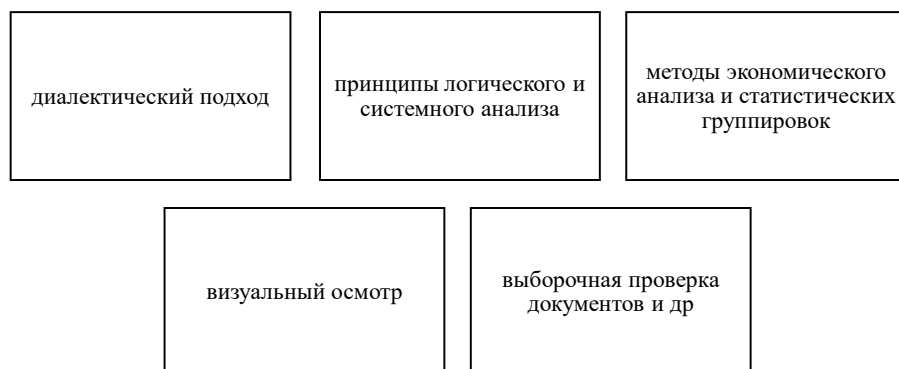 диалектический подход
принципы логического и
системного анализа
методы экономического
анализа и статистических
группировок
визуальный осмотр
выборочная проверка
документов и др